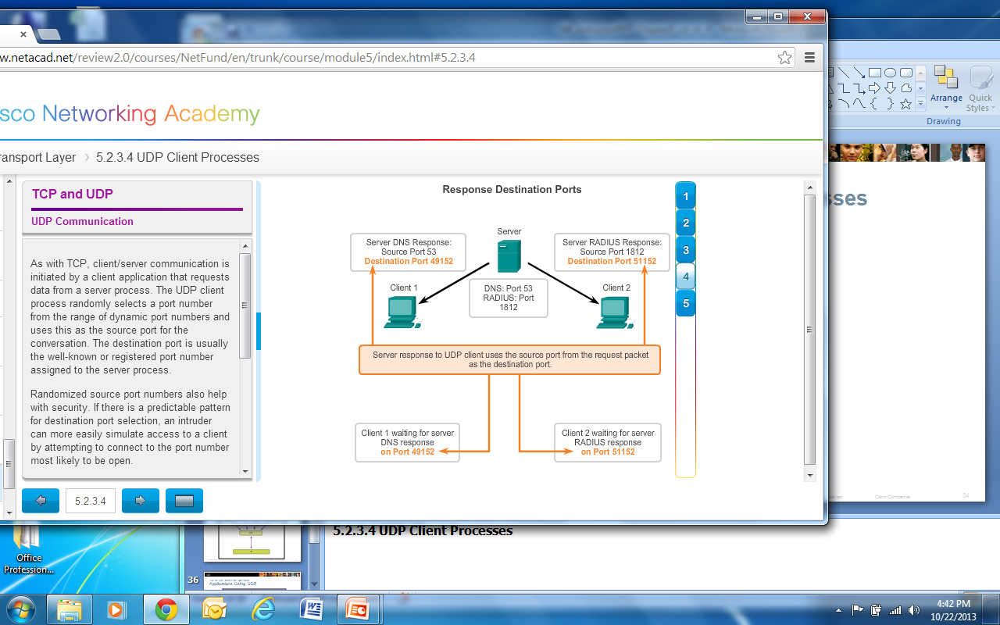 w.netacad.net/review2.0/courses/NetFund/en/trunk/course/module5/index.html#5.2.3.4
sco Networking Academy
ransport Layer › 5.2.3.4 UDP Client Processes
TCP and UDP
UDP Communication
As with TCP, client/server communication is
initiated by a client application that requests
data from a server process. The UDP client
process randomly selects a port number
from the range of dynamic port numbers and
uses this as the source port for the
conversation. The destination port is usually
the well-known or registered port number
assigned to the server process.
Randomized source port numbers also help
with security. If there is a predictable pattern
for destination port selection, an intruder
can more easily simulate access to a client
by attempting to connect to the port number
most likely to be open.
5.2.3.4
Response Destination Ports
Server
Server DNS Response:
Source Port 53
Destination Port 49152
Server RADIUS Response:
Source Port 1812
Destination Port 51152
Client 1
DNS: Port 53
RADIUS: Port
1812
Client 2
Server response to UDP client uses the source port from the request packet
as the destination port.
Client 1 waiting for server
DNS response
on Port 49152
Client 2 waiting for server
RADIUS response
on Port 51152
1
2
3
4
5
Arrange
Quick
Styles
Drawing
sses
Cisco Confidential
34
5.2.3.4 UDP Client Processes
Office
Profession...
36
Applications Using UDP
4:42 PM
10/22/2013